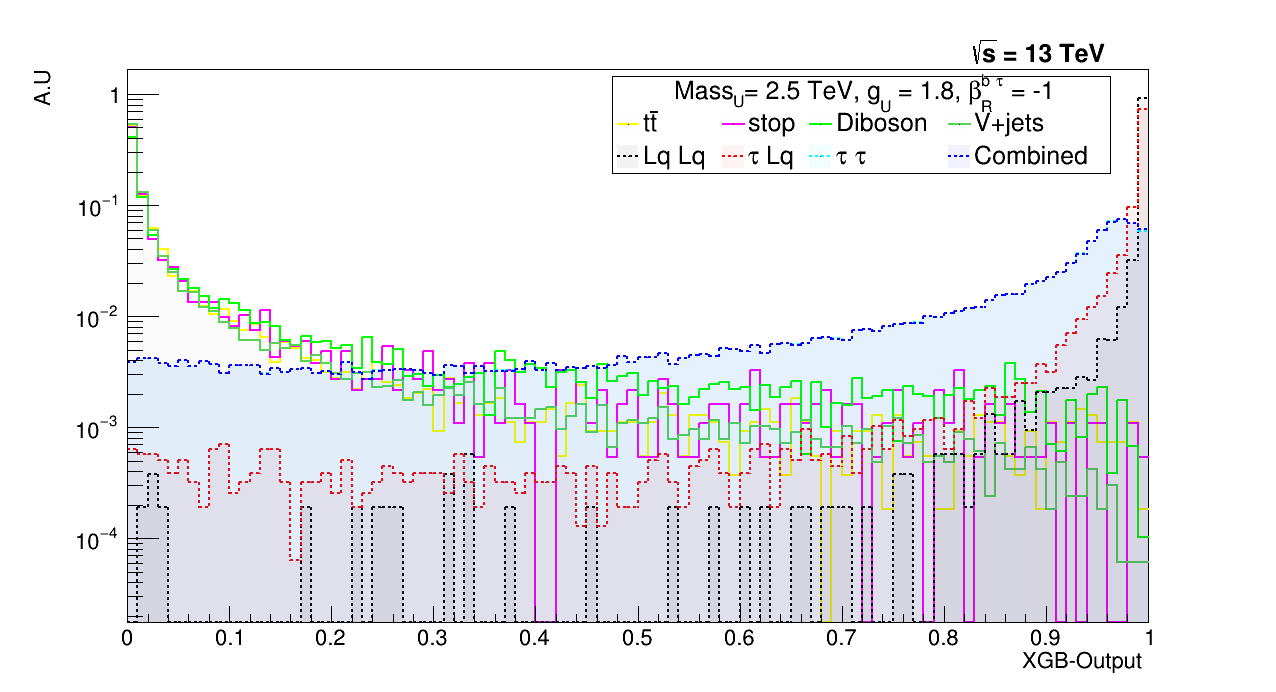 √s = 13 TeV
A.U
Mass_U = 2.5 TeV, g_U = 1.8, β_R^{b τ} = -1
tt̄ stop Diboson V+jets
Lq Lq τ Lq τ τ Combined
1
10^{−1}
10^{−2}
10^{−3}
10^{−4}
0 0.1 0.2 0.3 0.4 0.5 0.6 0.7 0.8 0.9 1
XGB-Output